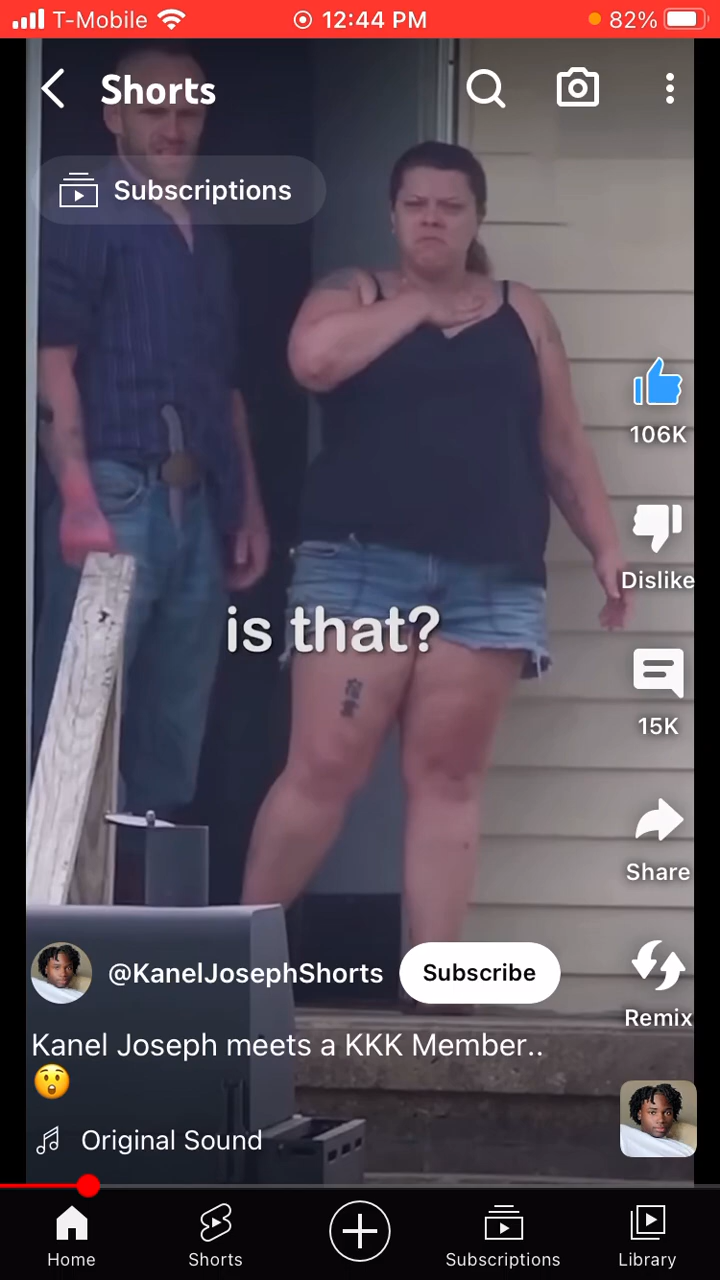 T-Mobile 12:44 PM 82%
Shorts
Subscriptions
106K
is that?
Dislike
15K
Share
@KanelJosephShorts Subscribe
Remix
Kanel Joseph meets a KKK Member..
😲
Original Sound
Home Shorts Subscriptions Library